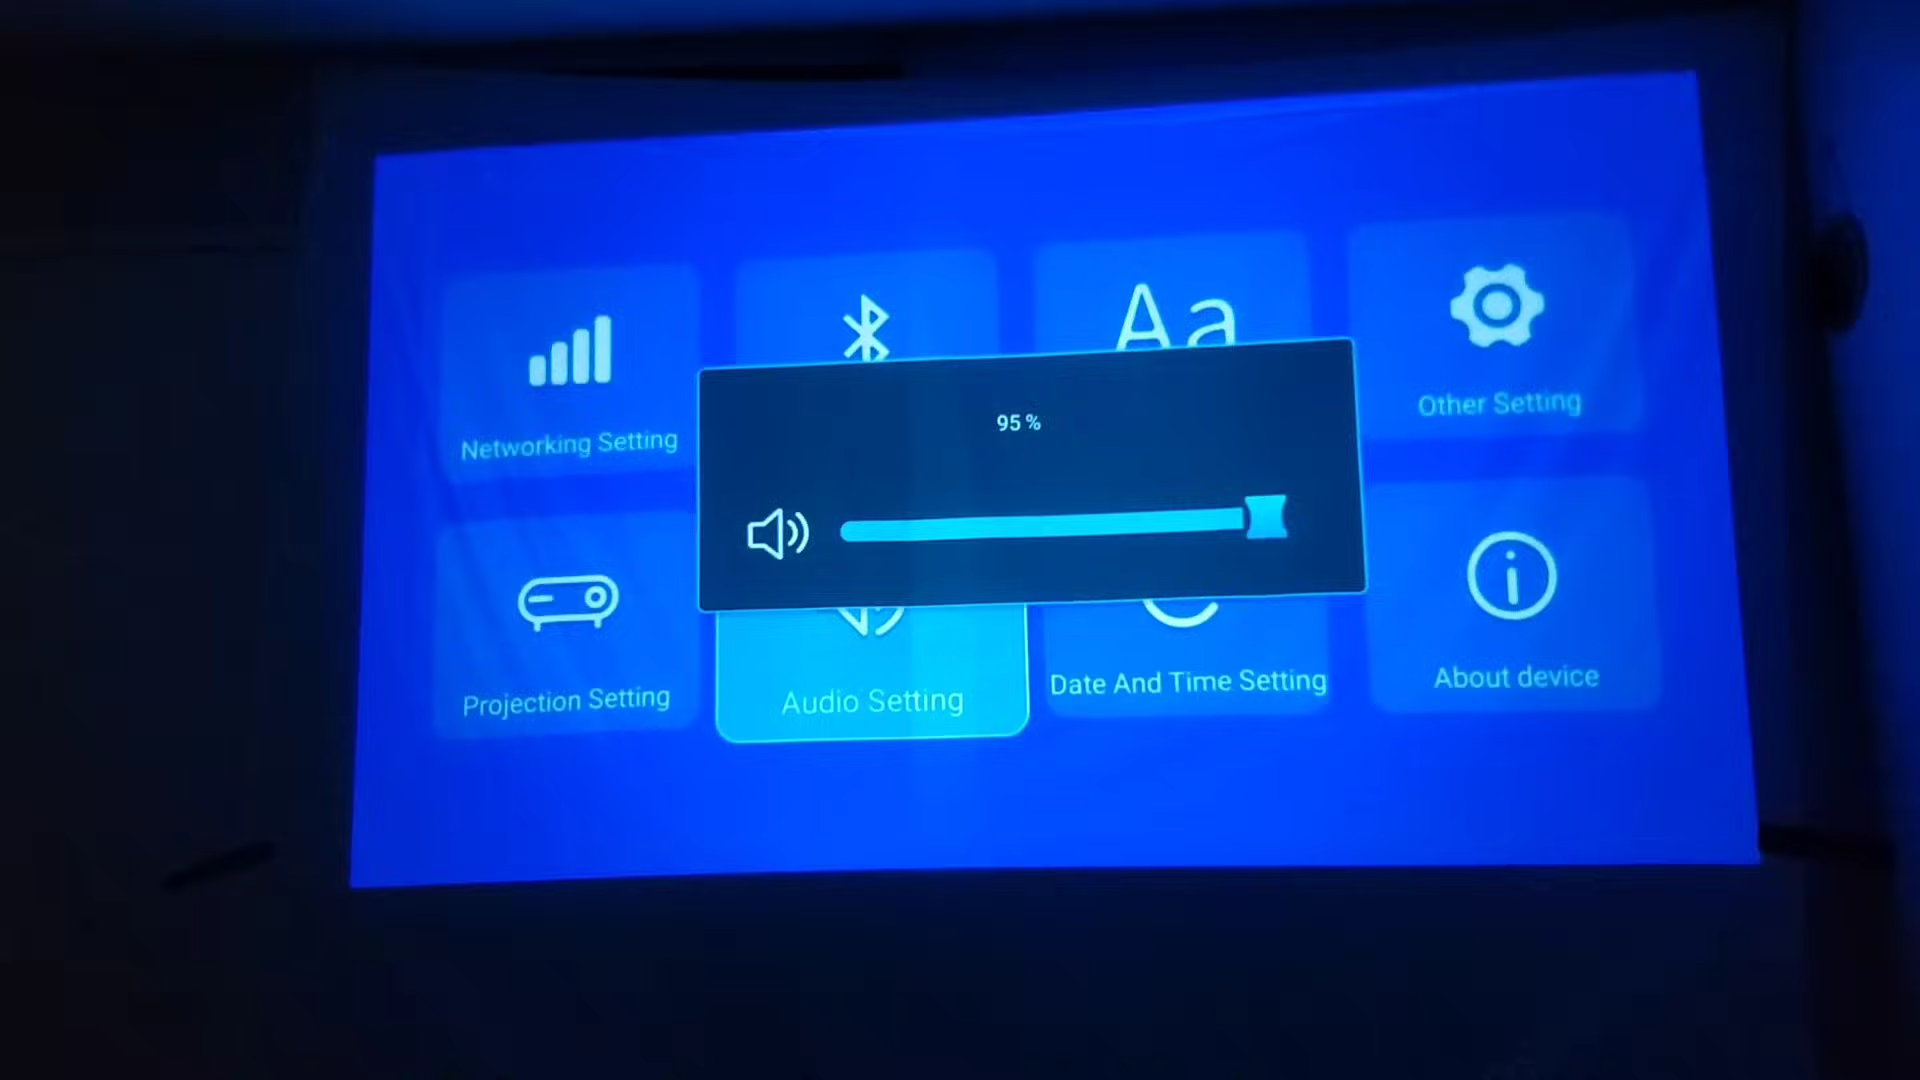 Aa
Other Setting
Networking Setting
95 %
Projection Setting
Audio Setting
Date And Time Setting
About device